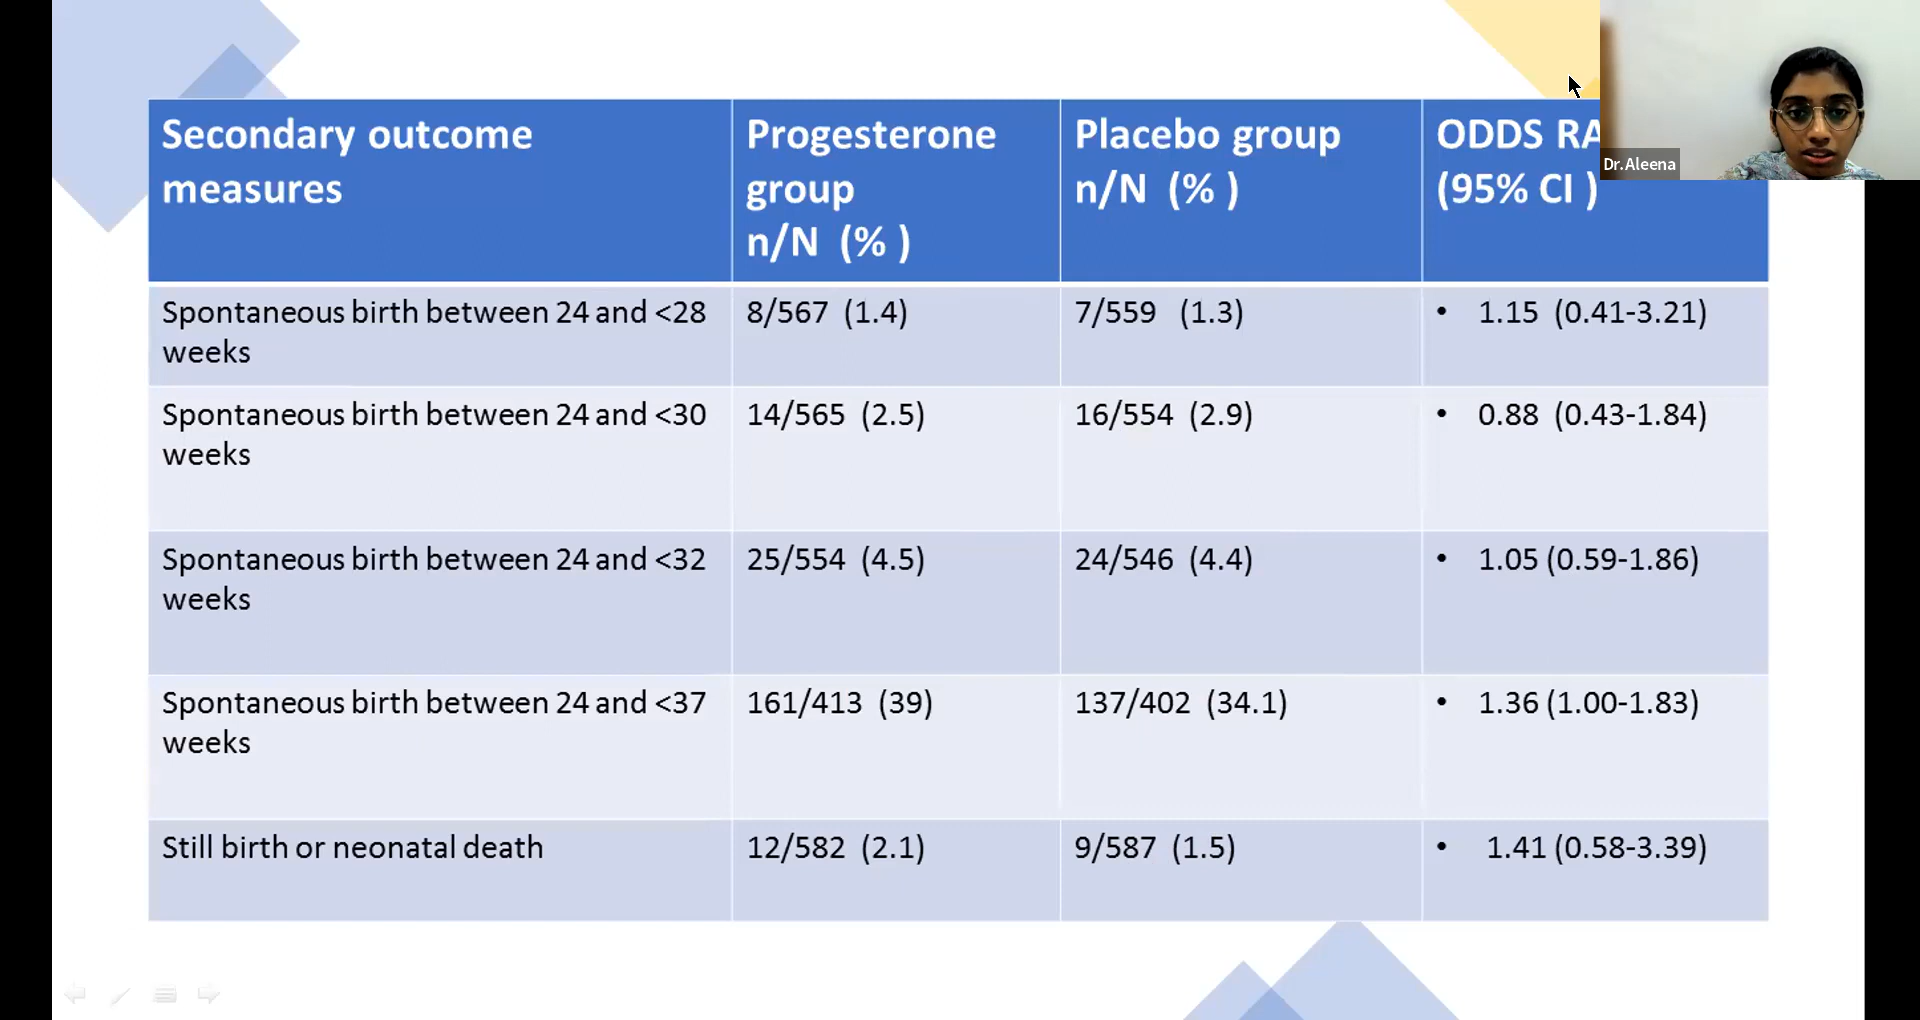 Secondary outcome
measures
Progesterone
group
n/N (% )
Placebo group
n/N (% )
ODDS RA
(95% CI )
Dr.Aleena
Spontaneous birth between 24 and <28
weeks
8/567 (1.4)
7/559 (1.3)
• 1.15 (0.41-3.21)
Spontaneous birth between 24 and <30
weeks
14/565 (2.5)
16/554 (2.9)
• 0.88 (0.43-1.84)
Spontaneous birth between 24 and <32
weeks
25/554 (4.5)
24/546 (4.4)
• 1.05 (0.59-1.86)
Spontaneous birth between 24 and <37
weeks
161/413 (39)
137/402 (34.1)
• 1.36 (1.00-1.83)
Still birth or neonatal death
12/582 (2.1)
9/587 (1.5)
• 1.41 (0.58-3.39)